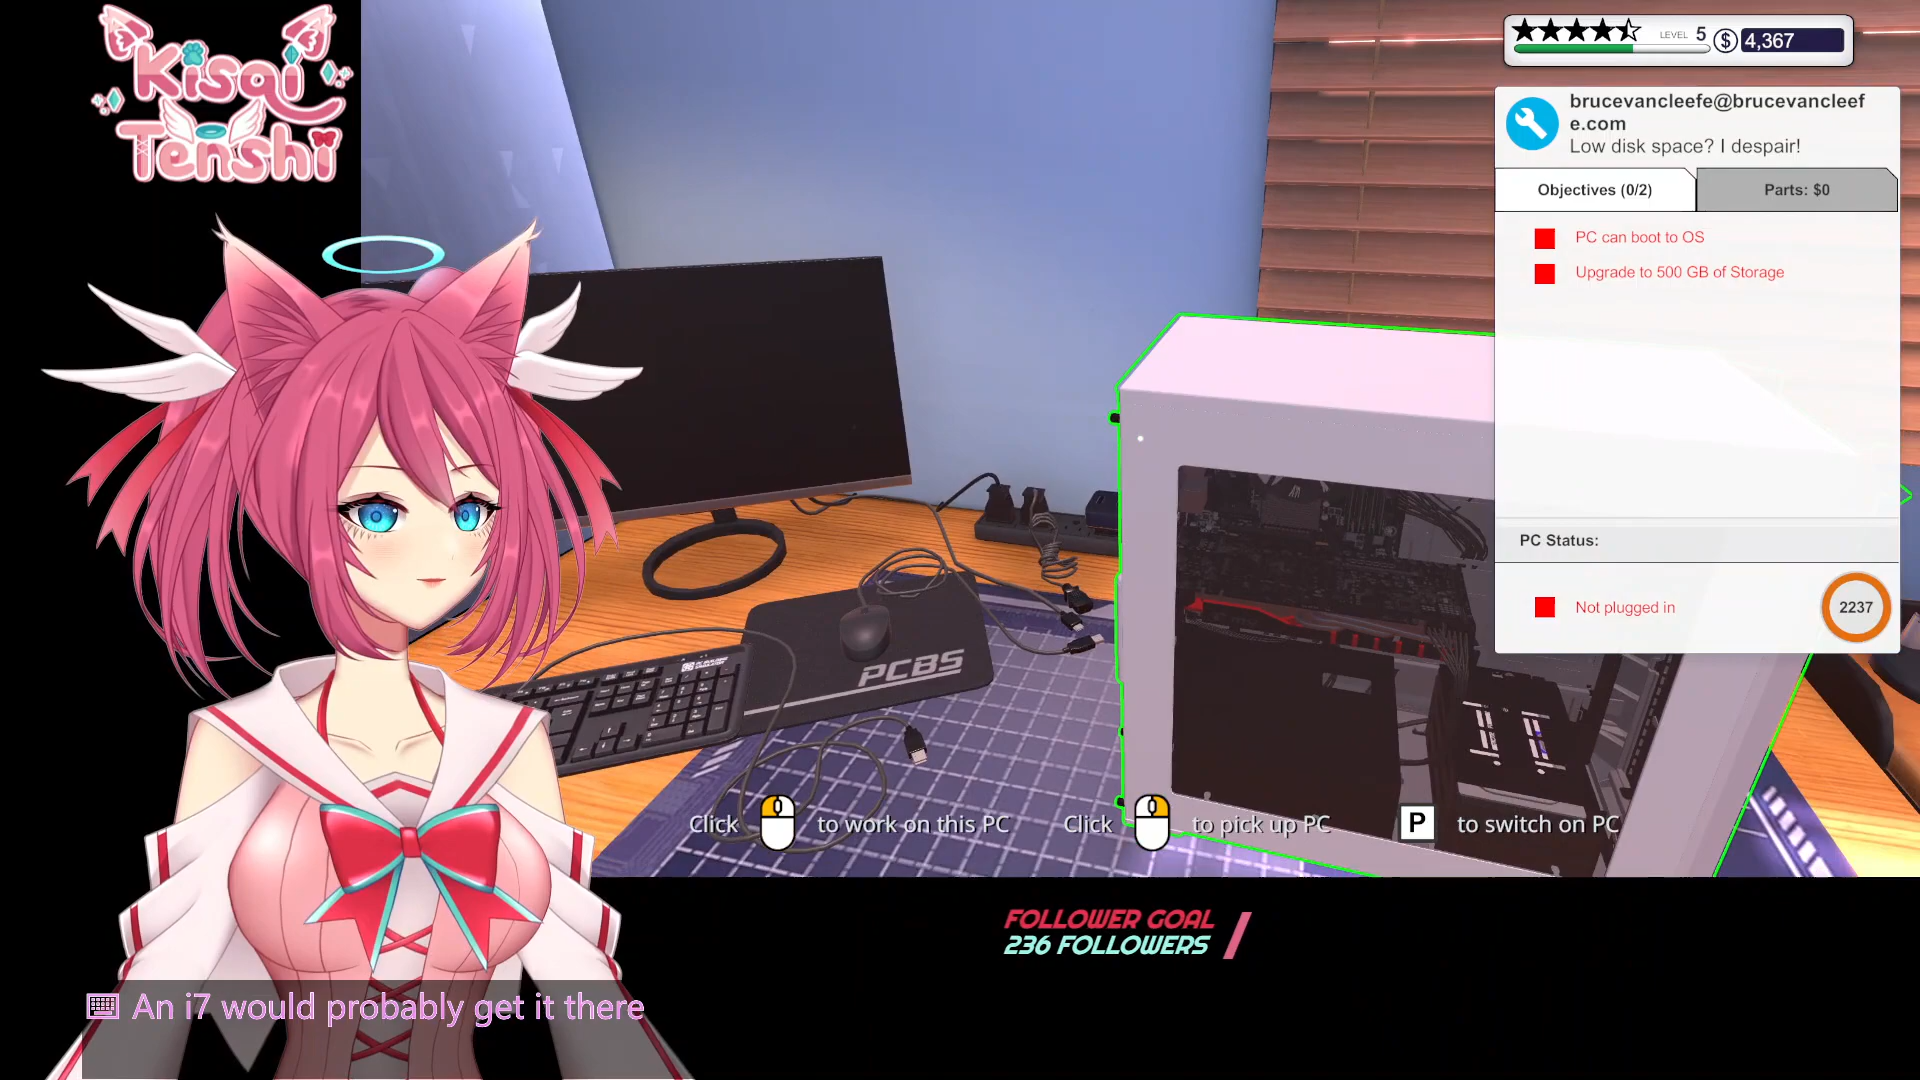 Kisai
Tenshi
LEVEL 5 $ 4,367
brucevancleefe@brucevancleef
e.com
Low disk space? I despair!
Objectives (0/2)
Parts: $0
PC can boot to OS
Upgrade to 500 GB of Storage
PC Status:
Not plugged in
2237
PCBS
Click to work on this PC
Click to pick up PC
P to switch on PC
FOLLOWER GOAL
236 FOLLOWERS
An i7 would probably get it there